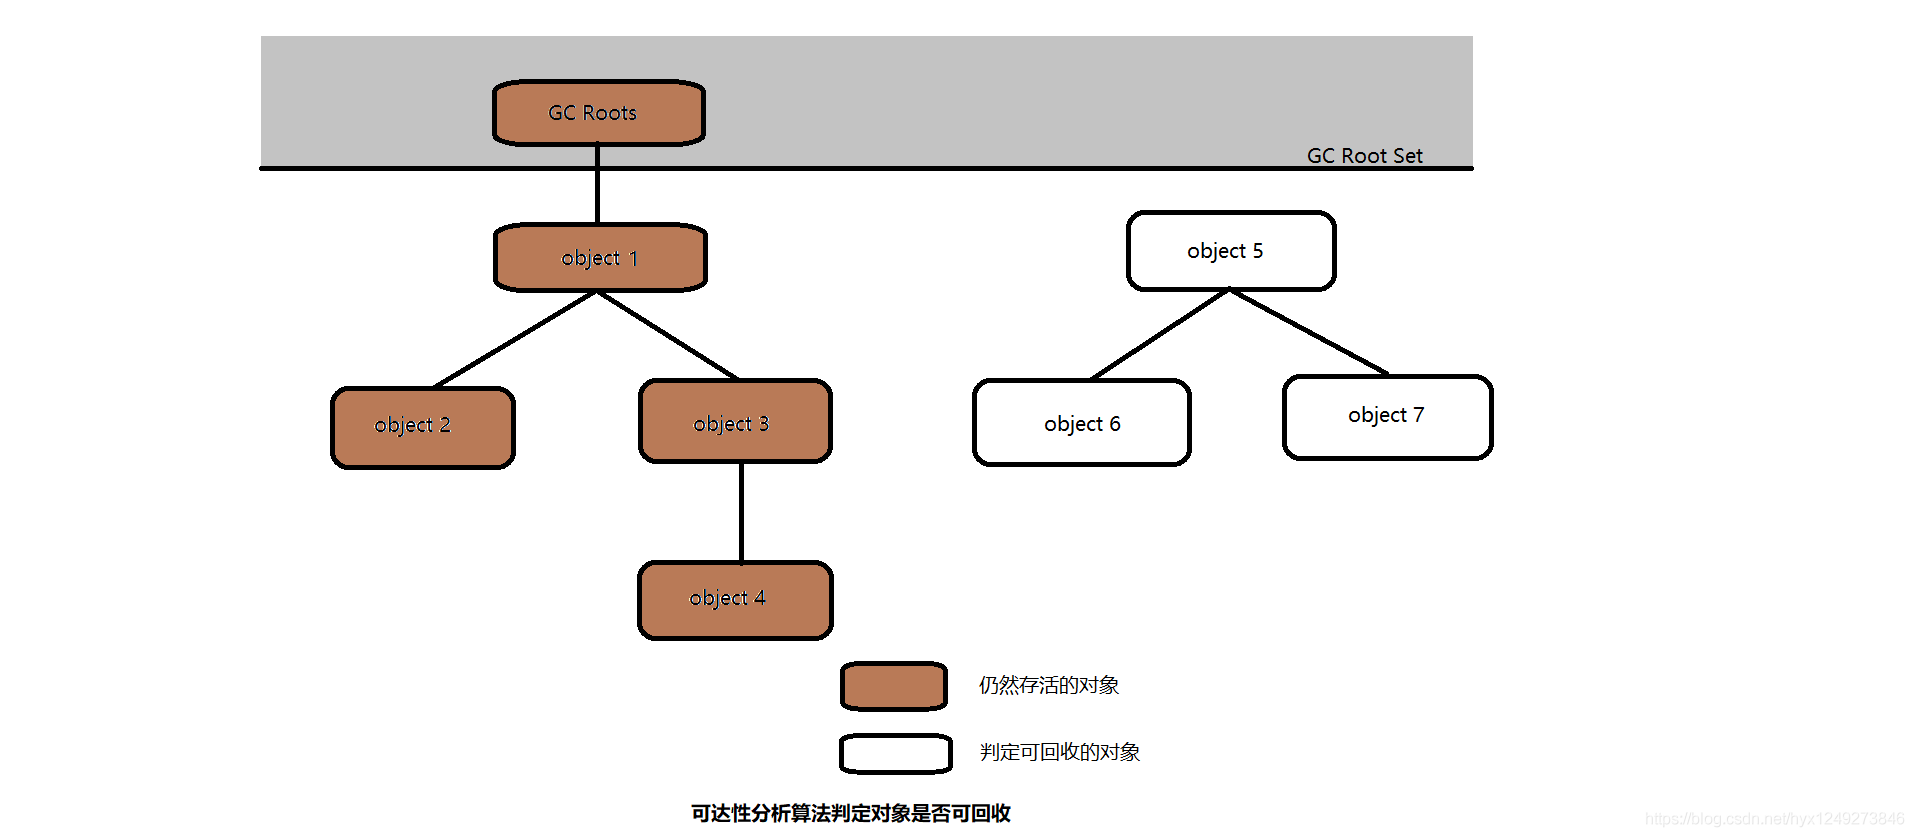 GC Roots
GC Root Set
object 1
object 5
object 2
object 3
object 6
object 7
object 4
仍然存活的对象
判定可回收的对象
可达性分析算法判定对象是否可回收
https://blog.csdn.net/hyx1249273846